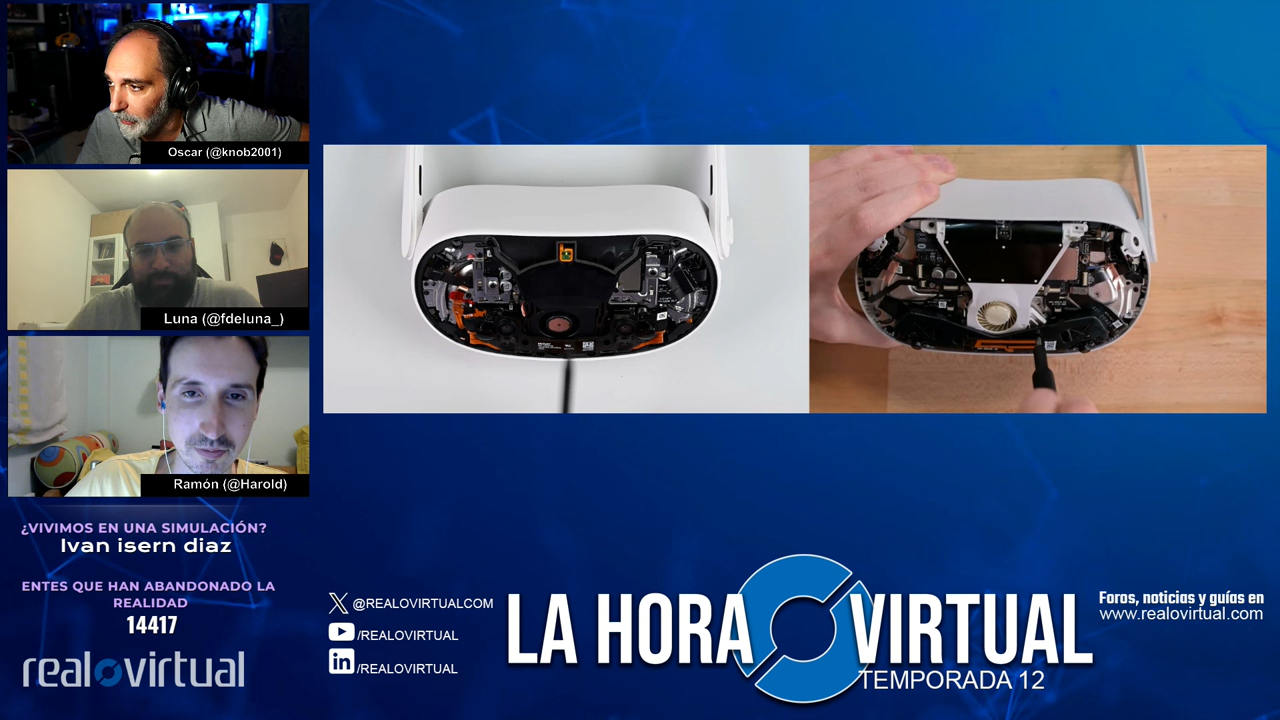 Oscar (@knob2001)
Luna (@fdeluna_)
Ramón (@Harold)
¿VIVIMOS EN UNA SIMULACIÓN?
Ivan isern diaz
ENTES QUE HAN ABANDONADO LA
REALIDAD
14417
realovirtual
@REALOVIRTUALCOM
/REALOVIRTUAL
/REALOVIRTUAL
LA HORA VIRTUAL
TEMPORADA 12
Foros, noticias y guías en
www.realovirtual.com